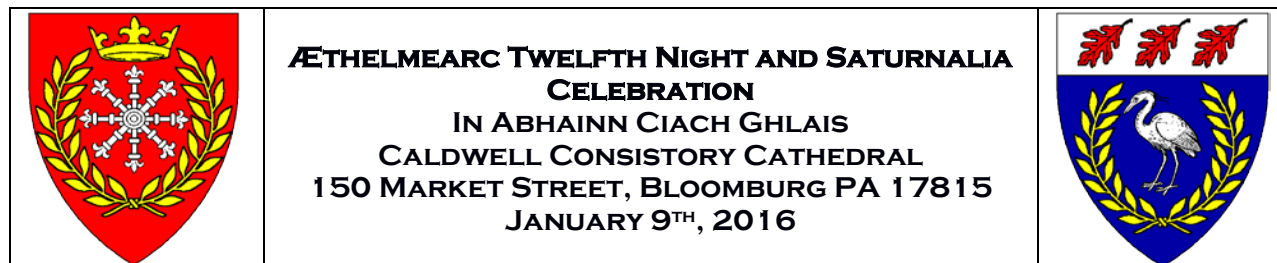 Æthelmearc Twelfth Night and Saturnalia
Celebration
In Abhainn Ciach Ghlais
Caldwell Consistory Cathedral
150 Market Street, Bloomburg PA 17815
January 9th, 2016